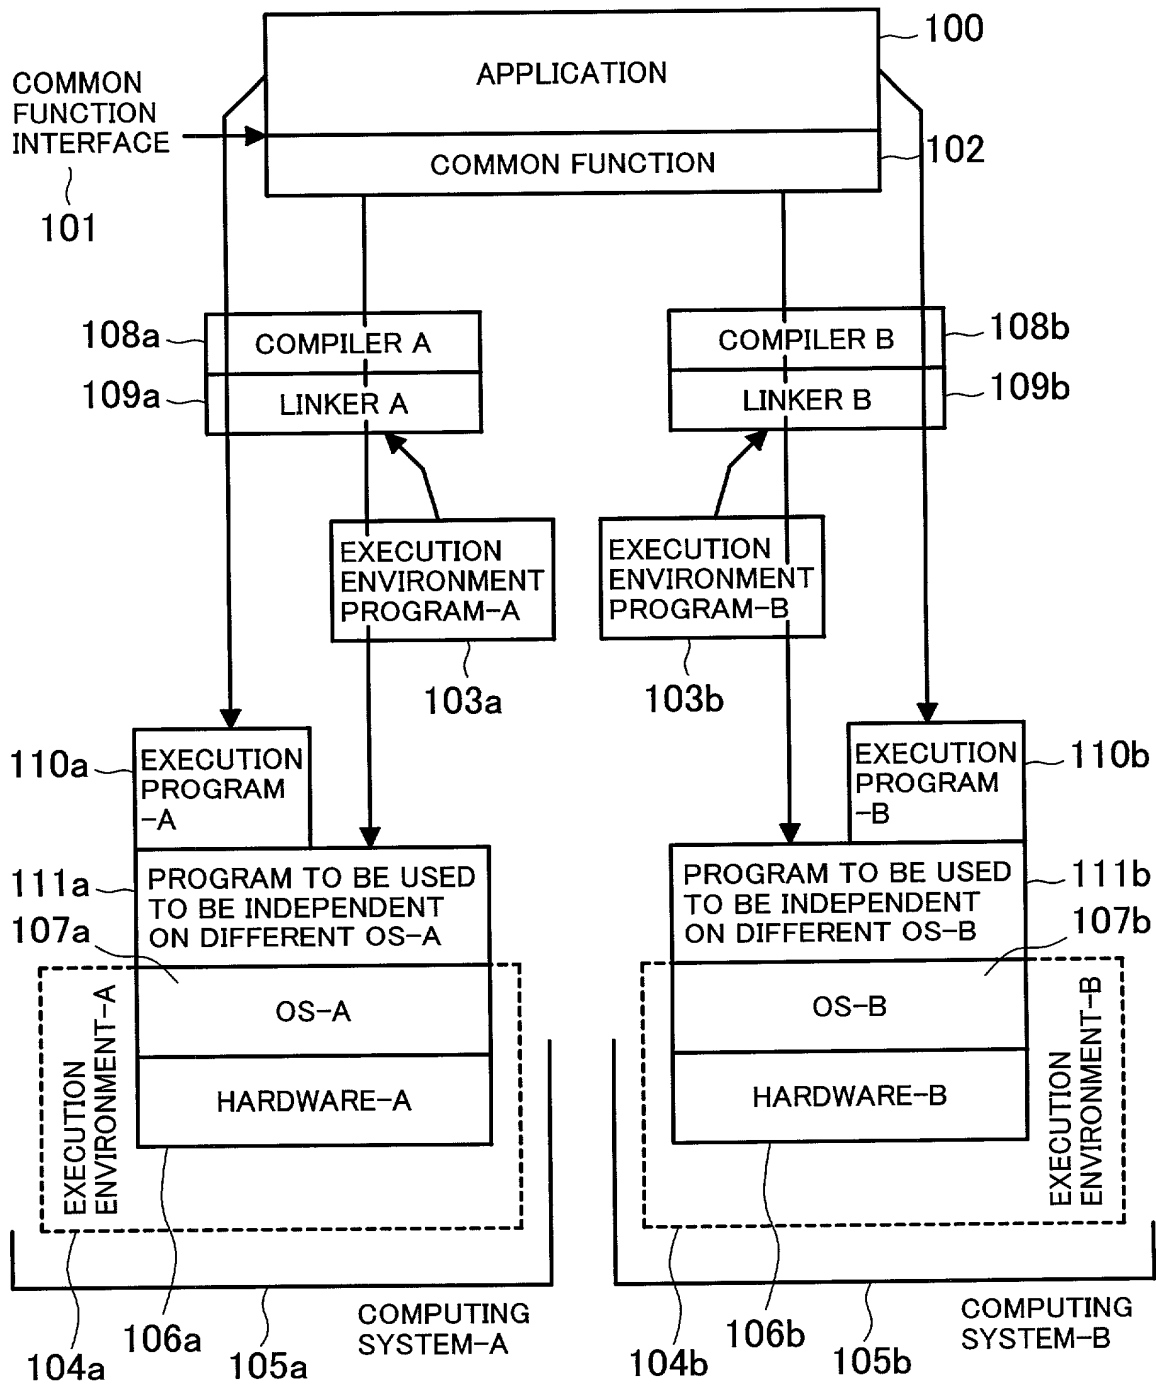 100
APPLICATION
COMMON
FUNCTION
INTERFACE
101
102
COMMON FUNCTION
108a
COMPILER A
COMPILER B
108b
109a
LINKER A
LINKER B
109b
EXECUTION
ENVIRONMENT
PROGRAM-A
103a
EXECUTION
ENVIRONMENT
PROGRAM-B
103b
110a
EXECUTION
PROGRAM
-A
EXECUTION
PROGRAM
-B
110b
111a
PROGRAM TO BE USED
TO BE INDEPENDENT
ON DIFFERENT OS-A
107a
PROGRAM TO BE USED
TO BE INDEPENDENT
ON DIFFERENT OS-B
111b
107b
EXECUTION
ENVIRONMENT-A
OS-A
HARDWARE-A
OS-B
HARDWARE-B
EXECUTION
ENVIRONMENT-B
COMPUTING
SYSTEM-A
104a
106a
105a
COMPUTING
SYSTEM-B
104b
106b
105b